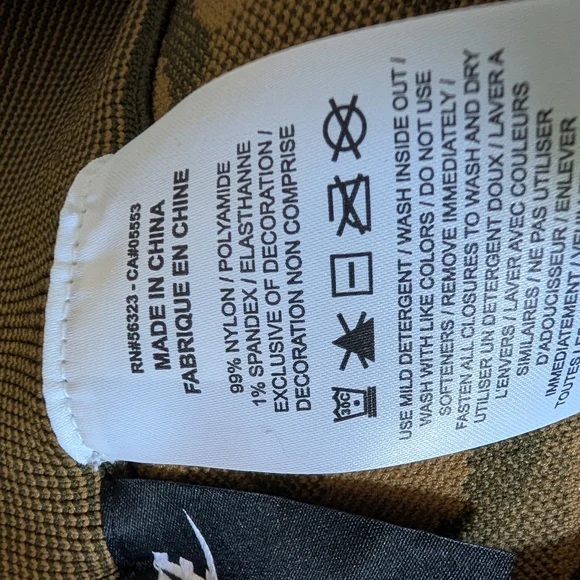 RN#56323 - CA#05553
MADE IN CHINA
FABRIQUE EN CHINE
99% NYLON / POLYAMIDE
1% SPANDEX / ELASTHANNE
EXCLUSIVE OF DECORATION /
DECORATION NON COMPRISE
30C
USE MILD DETERGENT / WASH INSIDE OUT /
WASH WITH LIKE COLORS / DO NOT USE
SOFTENERS / REMOVE IMMEDIATELY /
FASTEN ALL CLOSURES TO WASH AND DRY
UTILISER UN DETERGENT DOUX / LAVER A
L'ENVERS / LAVER AVEC COULEURS
SIMILAIRES / NE PAS UTILISER
D'ADOUCISSEUR / ENLEVER
IMMEDIATEMENT /
TOUTES